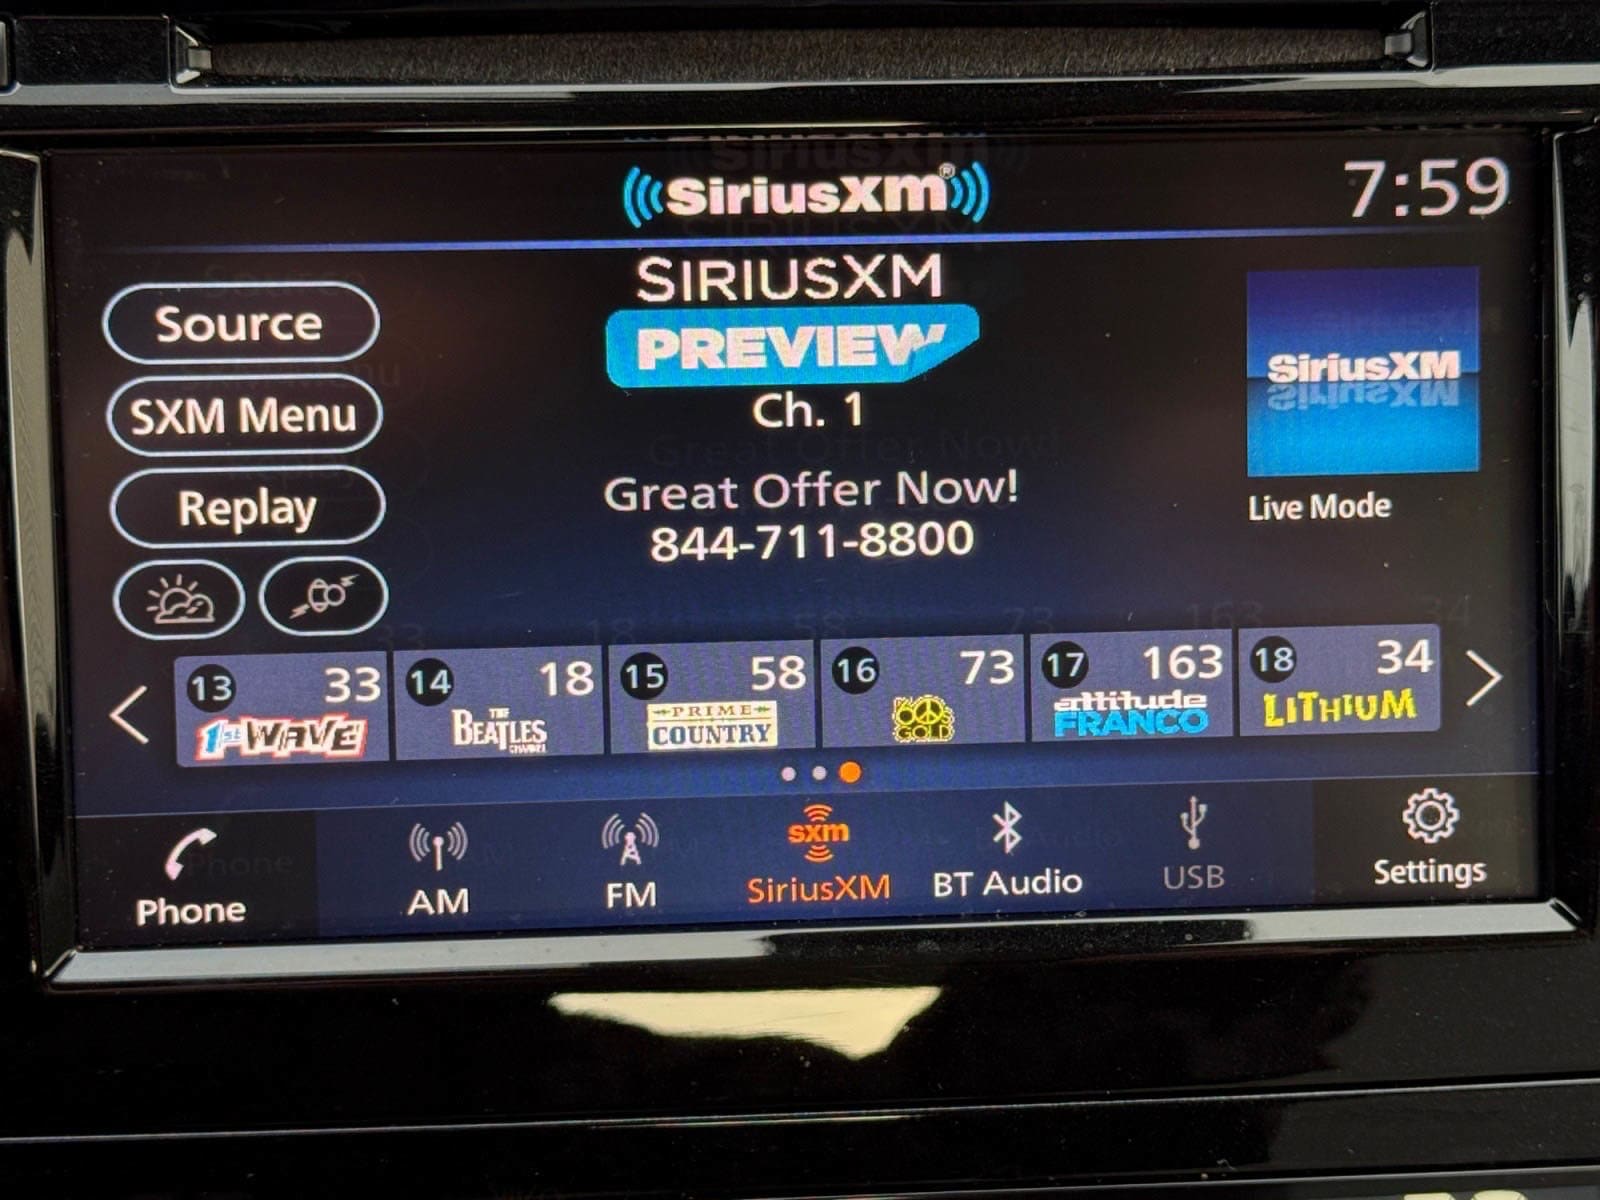 SiriusXM®
7:59
SIRIUSXM
PREVIEW
Ch. 1
Great Offer Now!
844-711-8800
Source
SXM Menu
Replay
SiriusXM
Live Mode
13 33
1st WAVE
14 18
THE BEATLES CHANNEL
15 58
PRIME COUNTRY
16 73
60s GOLD
17 163
attitude FRANCO
18 34
LITHIUM
Phone
AM
FM
sxm
SiriusXM
BT Audio
USB
Settings